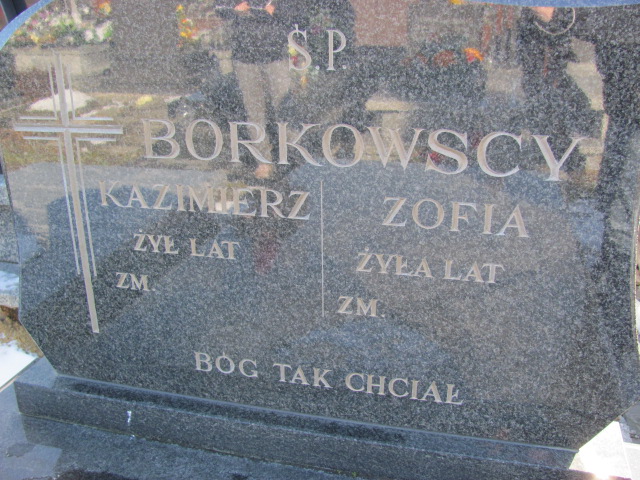 Ś.P.
BORKOWSCY
KAZIMIERZ
ŻYŁ LAT
ZM.
ZOFIA
ŻYŁA LAT
ZM.
BÓG TAK CHCIAŁ